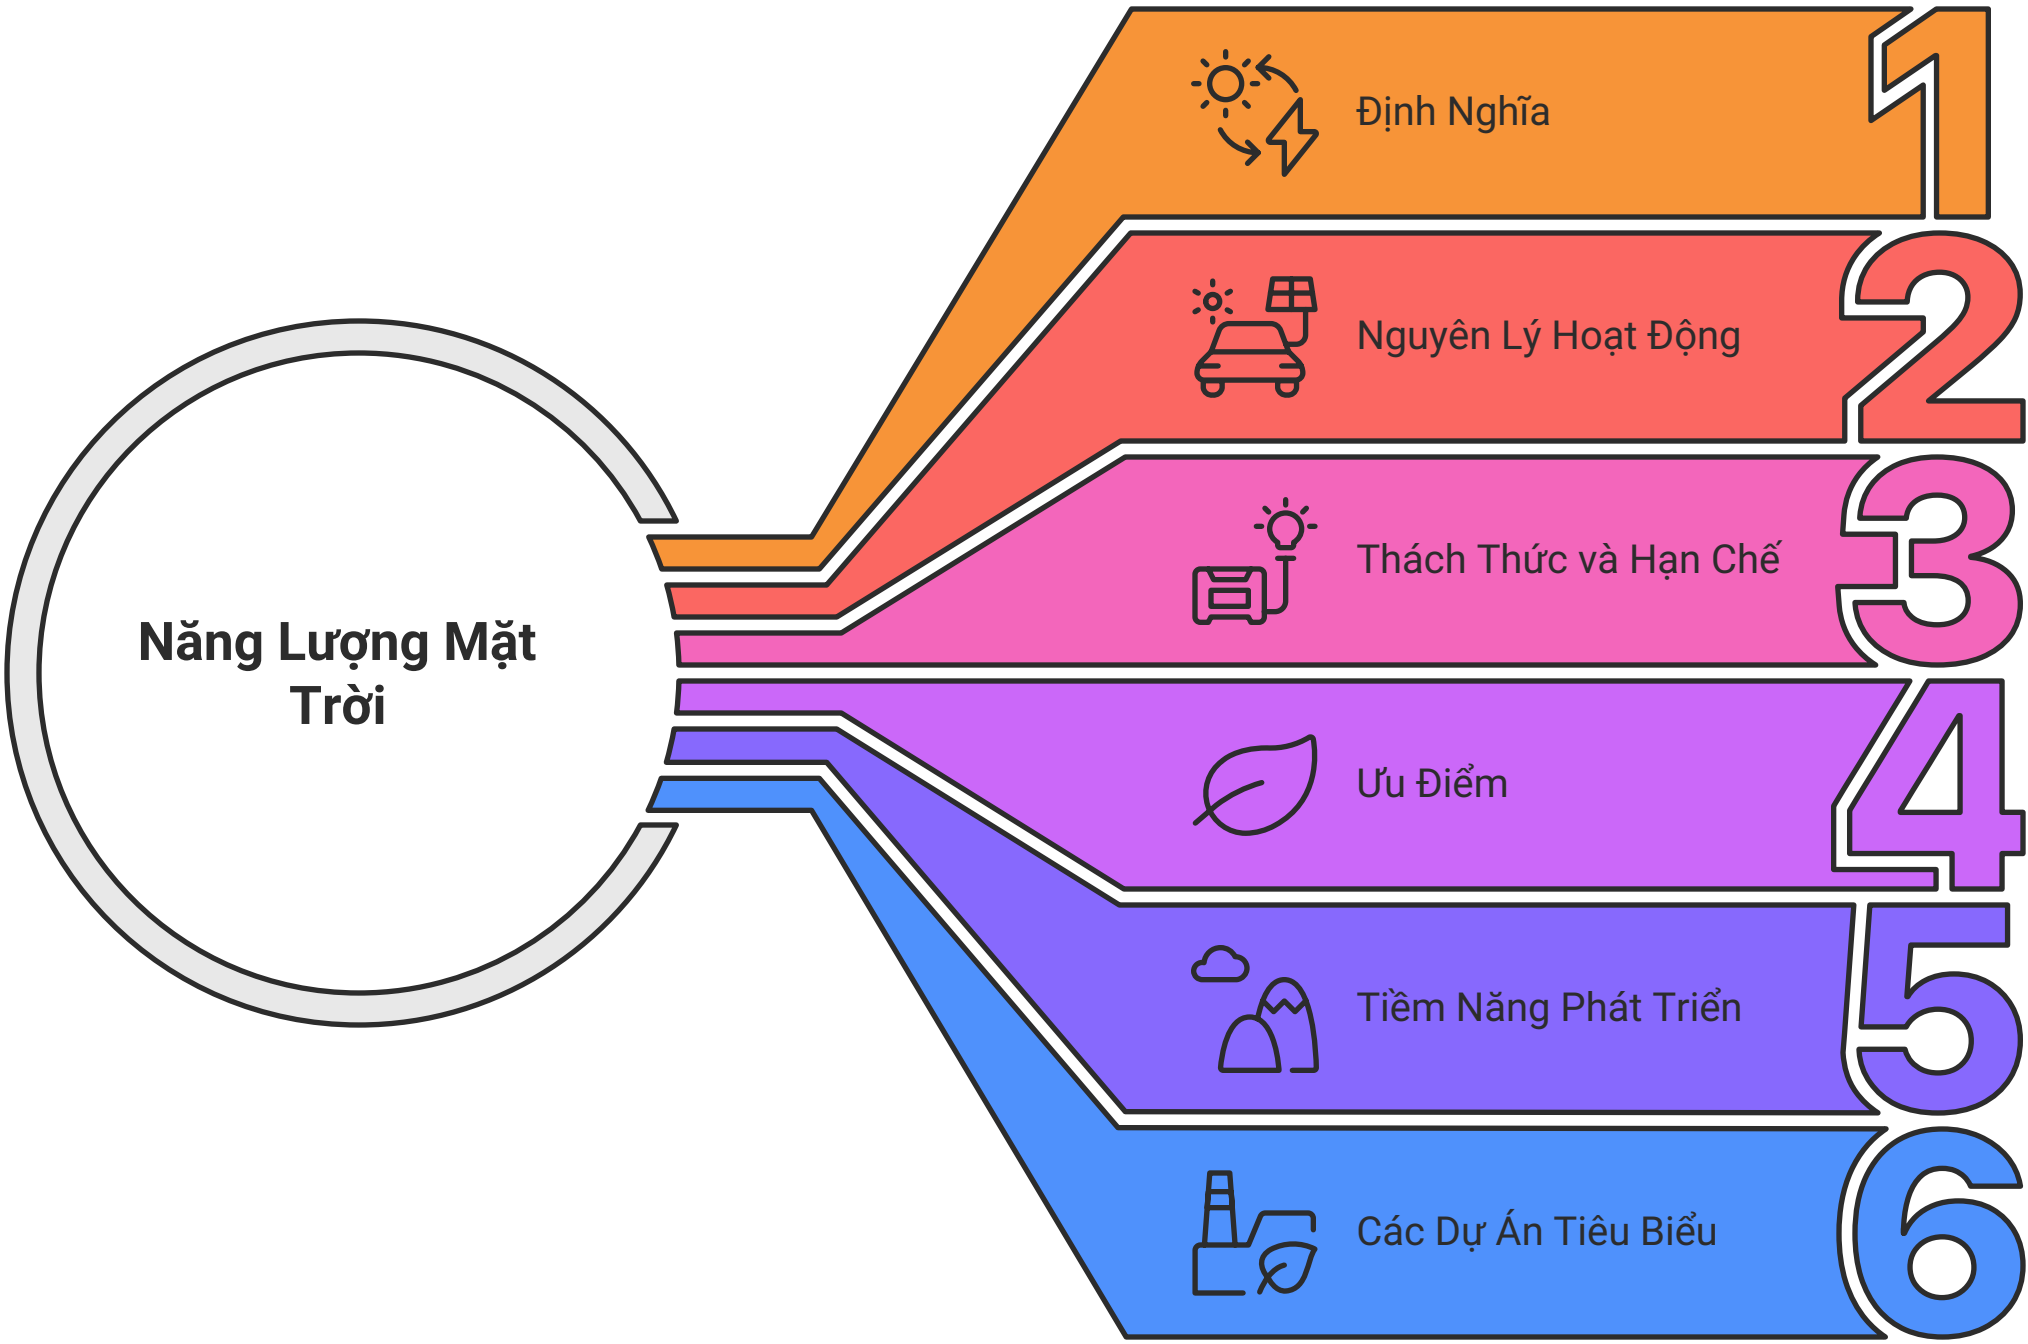 Năng Lượng Mặt
Trời
Định Nghĩa
1
Nguyên Lý Hoạt Động
2
Thách Thức và Hạn Chế
3
Ưu Điểm
4
Tiềm Năng Phát Triển
5
Các Dự Án Tiêu Biểu
6